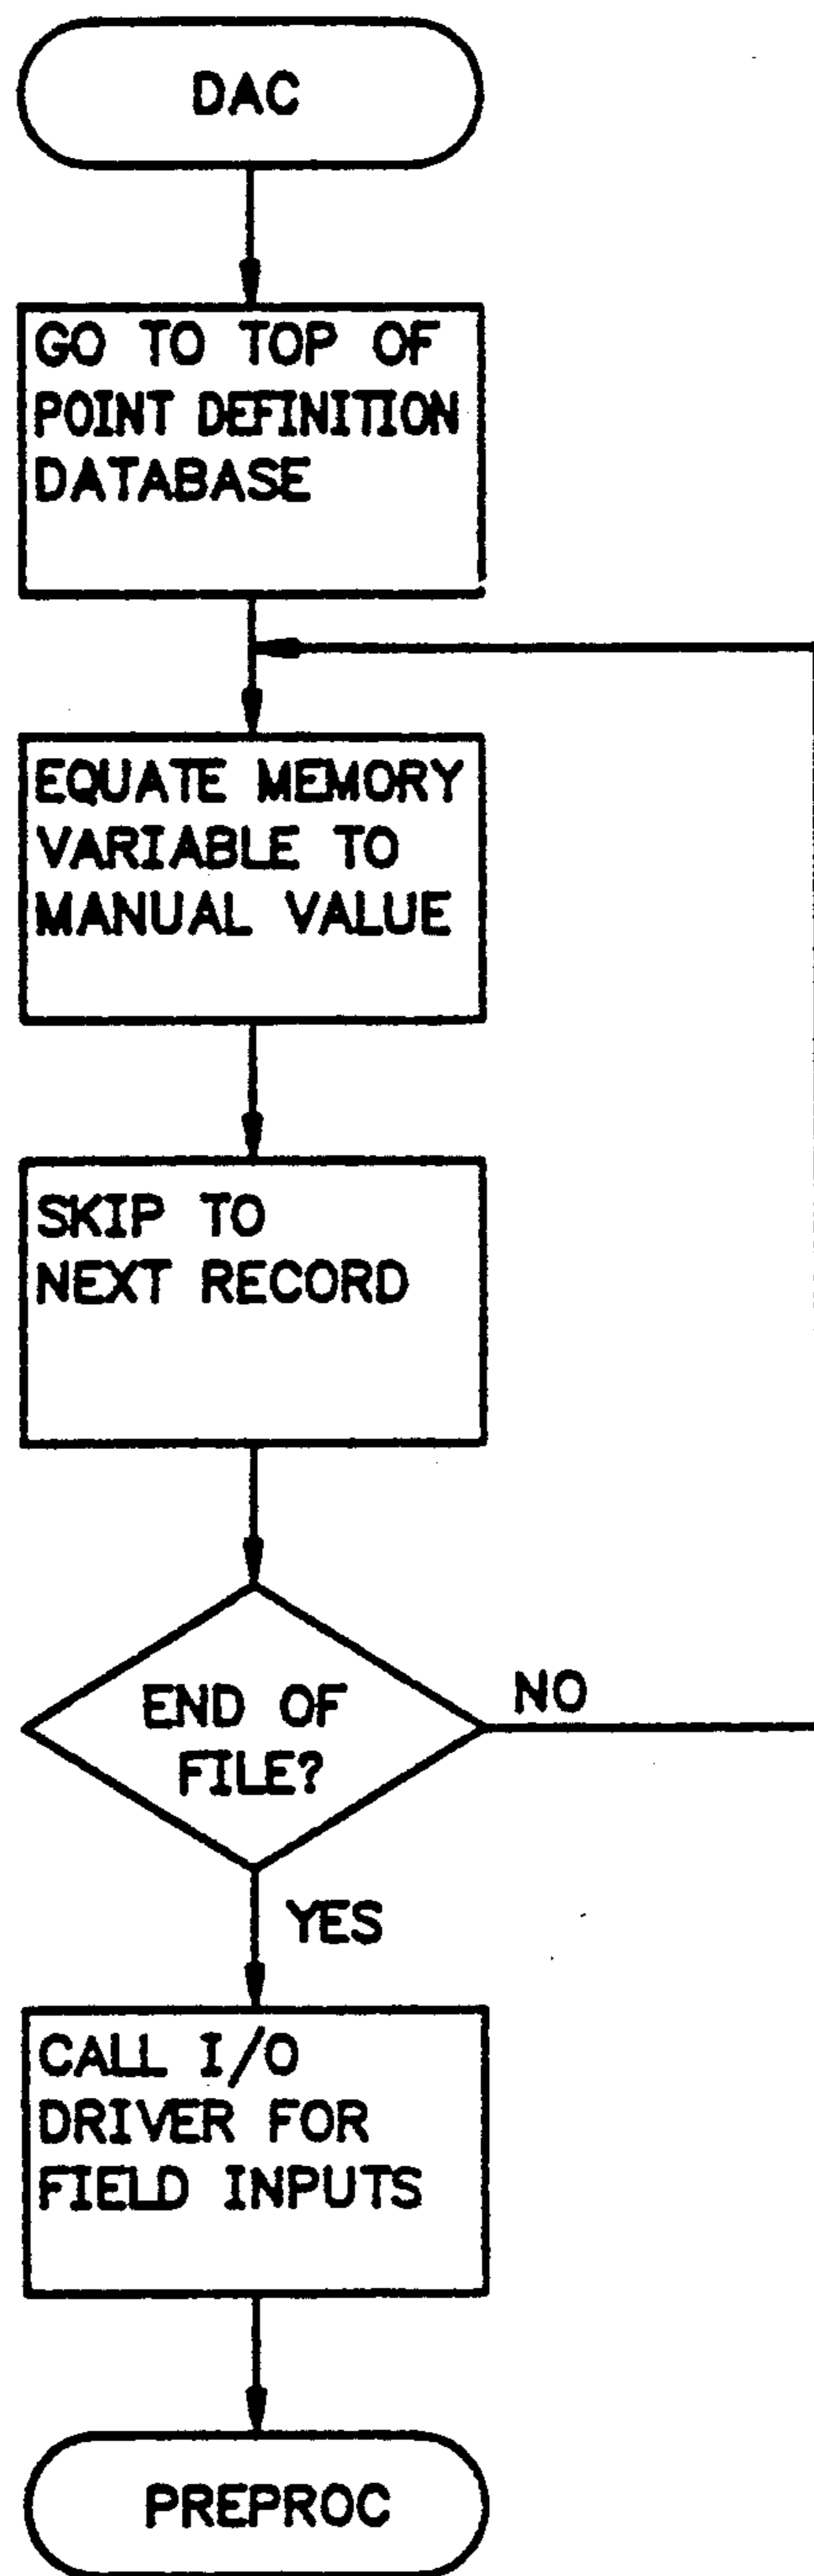 DAC
GO TO TOP OF
POINT DEFINITION
DATABASE
EQUATE MEMORY
VARIABLE TO
MANUAL VALUE
SKIP TO
NEXT RECORD
END OF
FILE?
NO
YES
CALL I/O
DRIVER FOR
FIELD INPUTS
PREPROC